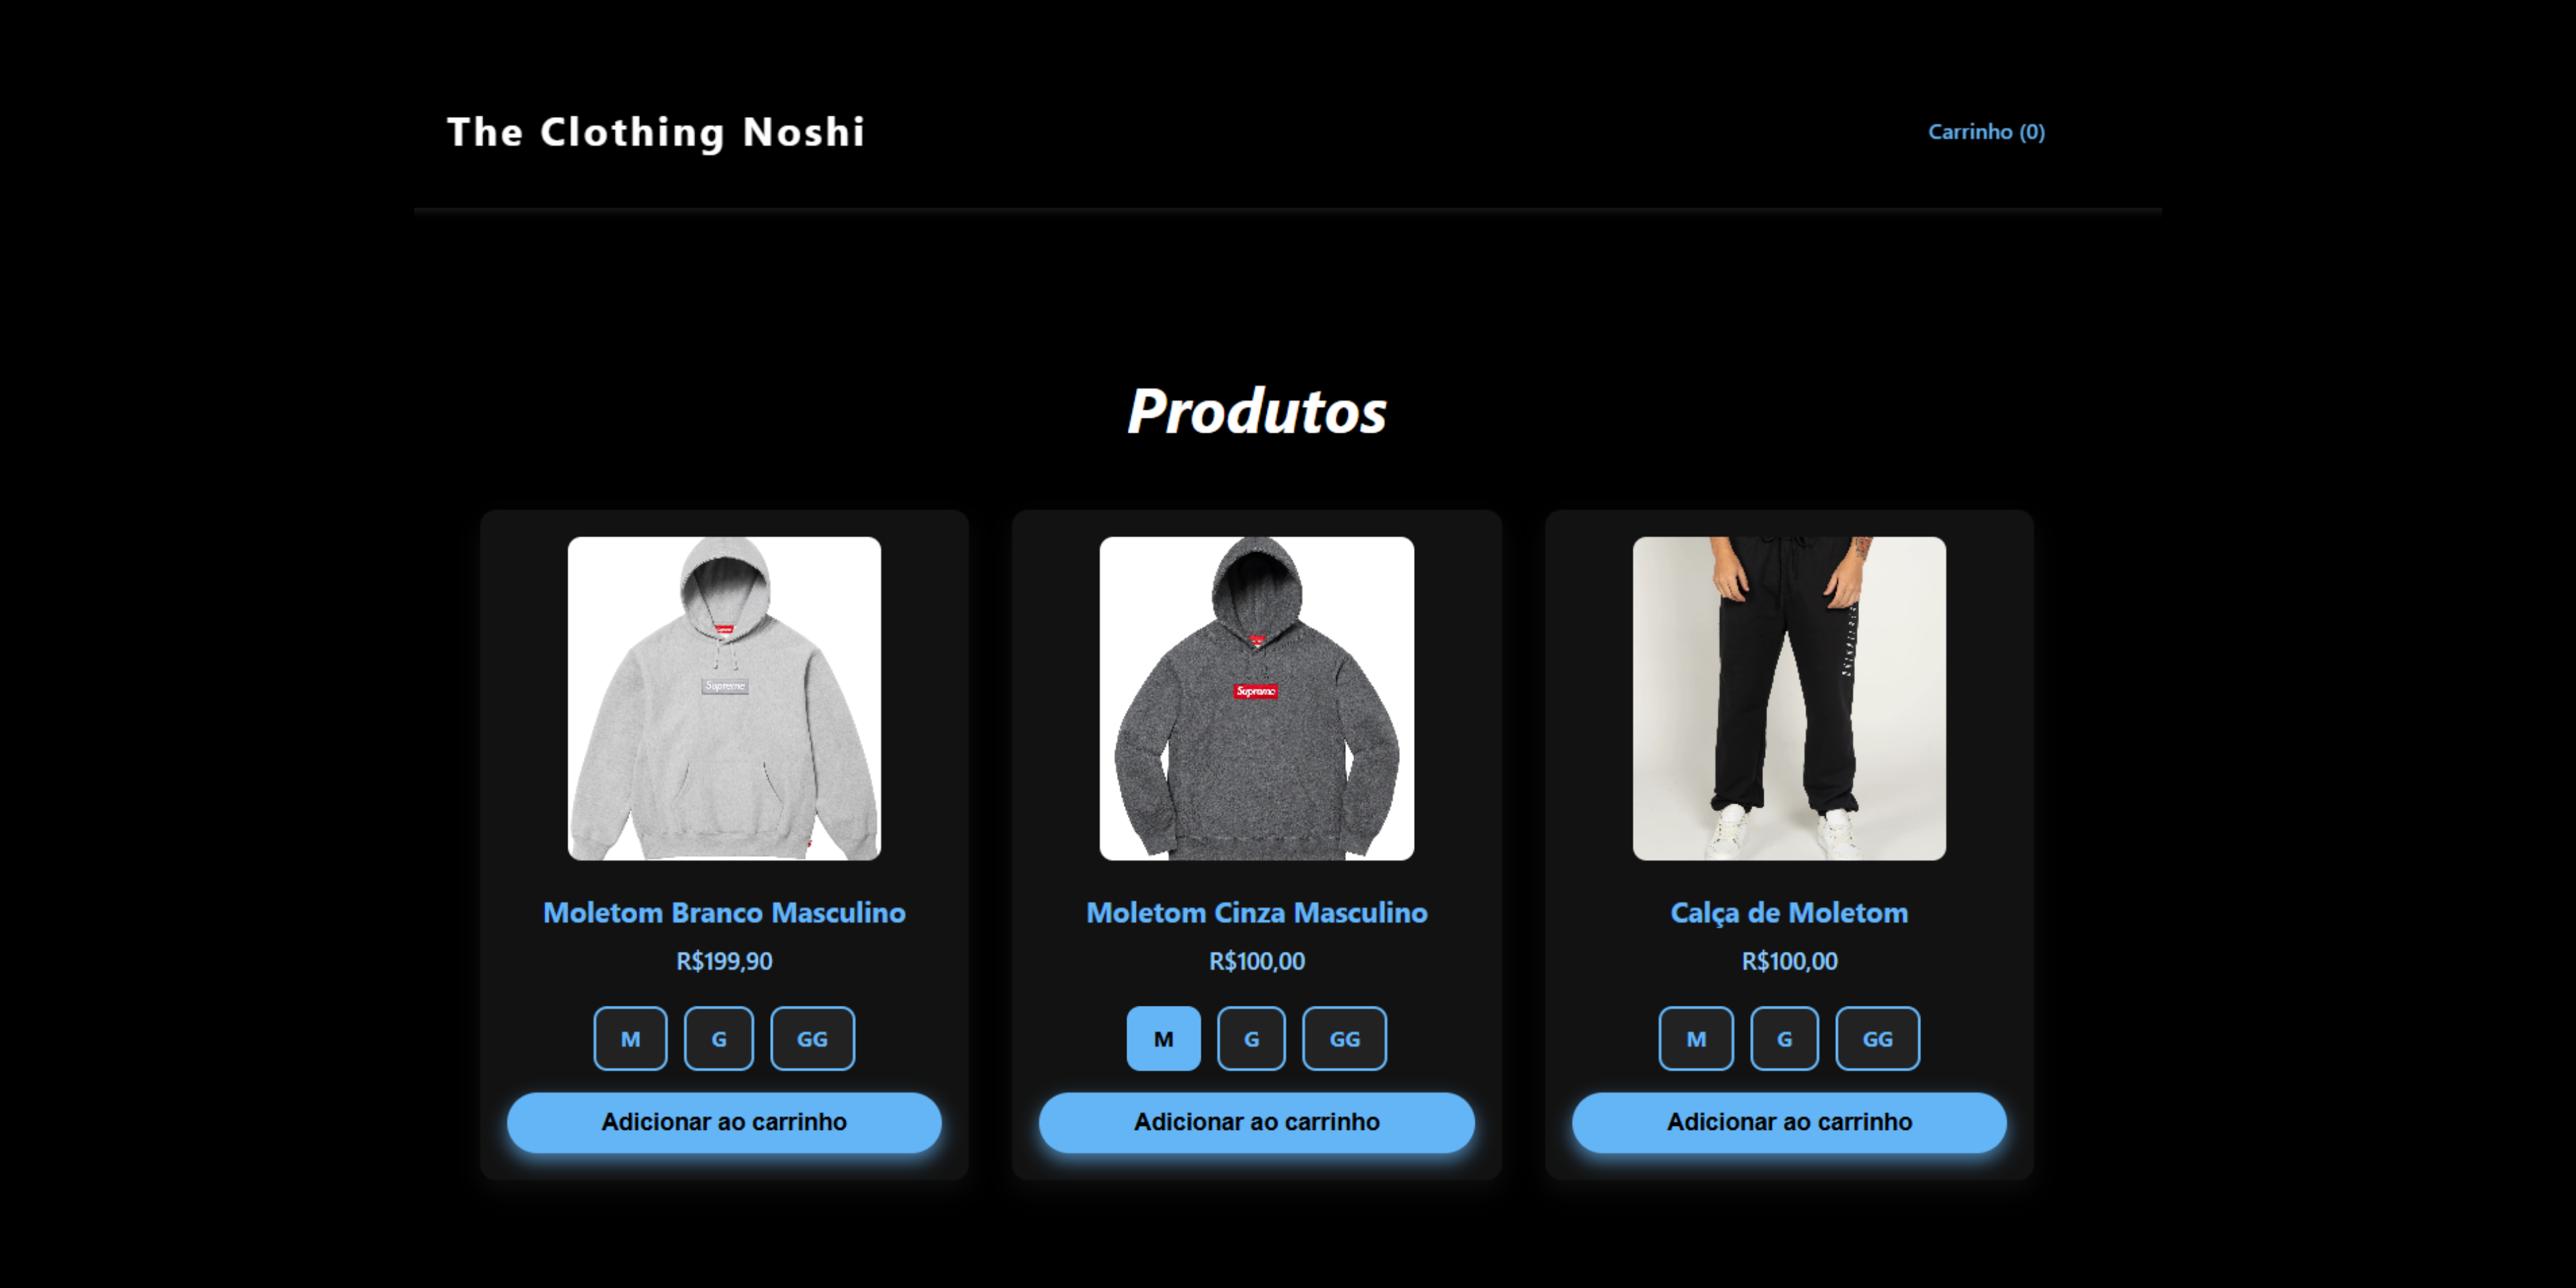 The Clothing Noshi
Carrinho (0)
Produtos
Supreme
Supreme
Moletom Branco Masculino
Moletom Cinza Masculino
Calça de Moletom
R$199,90
R$100,00
R$100,00
M G GG
M G GG
M G GG
Adicionar ao carrinho
Adicionar ao carrinho
Adicionar ao carrinho